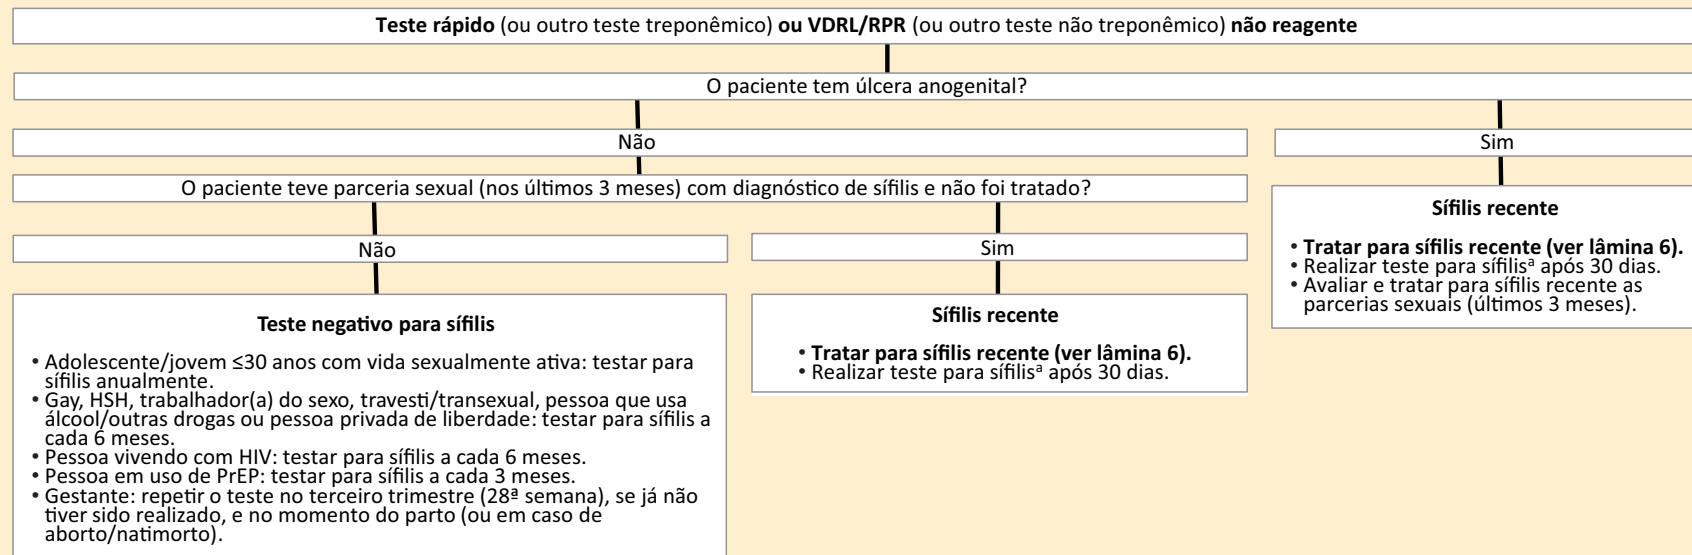 Teste rápido (ou outro teste treponêmico) ou VDRL/RPR (ou outro teste não treponêmico) não reagente
O paciente tem úlcera anogenital?
Não
Sim
O paciente teve parceria sexual (nos últimos 3 meses) com diagnóstico de sífilis e não foi tratado?
Não
Sim
Teste negativo para sífilis
• Adolescente/jovem ≤30 anos com vida sexualmente ativa: testar para
sífilis anualmente.
• Gay, HSH, trabalhador(a) do sexo, travesti/transexual, pessoa que usa
álcool/outras drogas ou pessoa privada de liberdade: testar para sífilis a
cada 6 meses.
• Pessoa vivendo com HIV: testar para sífilis a cada 6 meses.
• Pessoa em uso de PrEP: testar para sífilis a cada 3 meses.
• Gestante: repetir o teste no terceiro trimestre (28ª semana), se já não
tiver sido realizado, e no momento do parto (ou em caso de
aborto/natimorto).
Sífilis recente
• Tratar para sífilis recente (ver lâmina 6).
• Realizar teste para sífilisᵃ após 30 dias.
Sífilis recente
• Tratar para sífilis recente (ver lâmina 6).
• Realizar teste para sífilisᵃ após 30 dias.
• Avaliar e tratar para sífilis recente as
parcerias sexuais (últimos 3 meses).